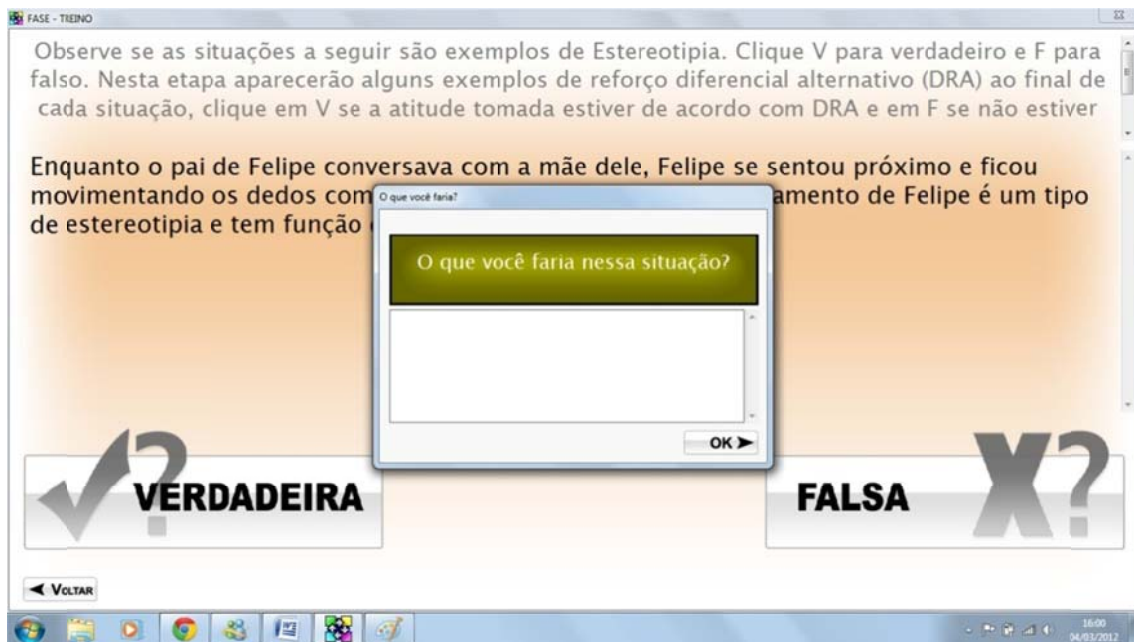 FASE - TREINO
Observe se as situações a seguir são exemplos de Estereotipia. Clique V para verdadeiro e F para
falso. Nesta etapa aparecerão alguns exemplos de reforço diferencial alternativo (DRA) ao final de
cada situação, clique em V se a atitude tomada estiver de acordo com DRA e em F se não estiver
Enquanto o pai de Felipe conversava com a mãe dele, Felipe se sentou próximo e ficou
movimentando os dedos com amento de Felipe é um tipo
de estereotipia e tem função
O que você faria?
O que você faria nessa situação?
OK
VERDADEIRA
FALSA
VOLTAR
16:00
04/03/2012